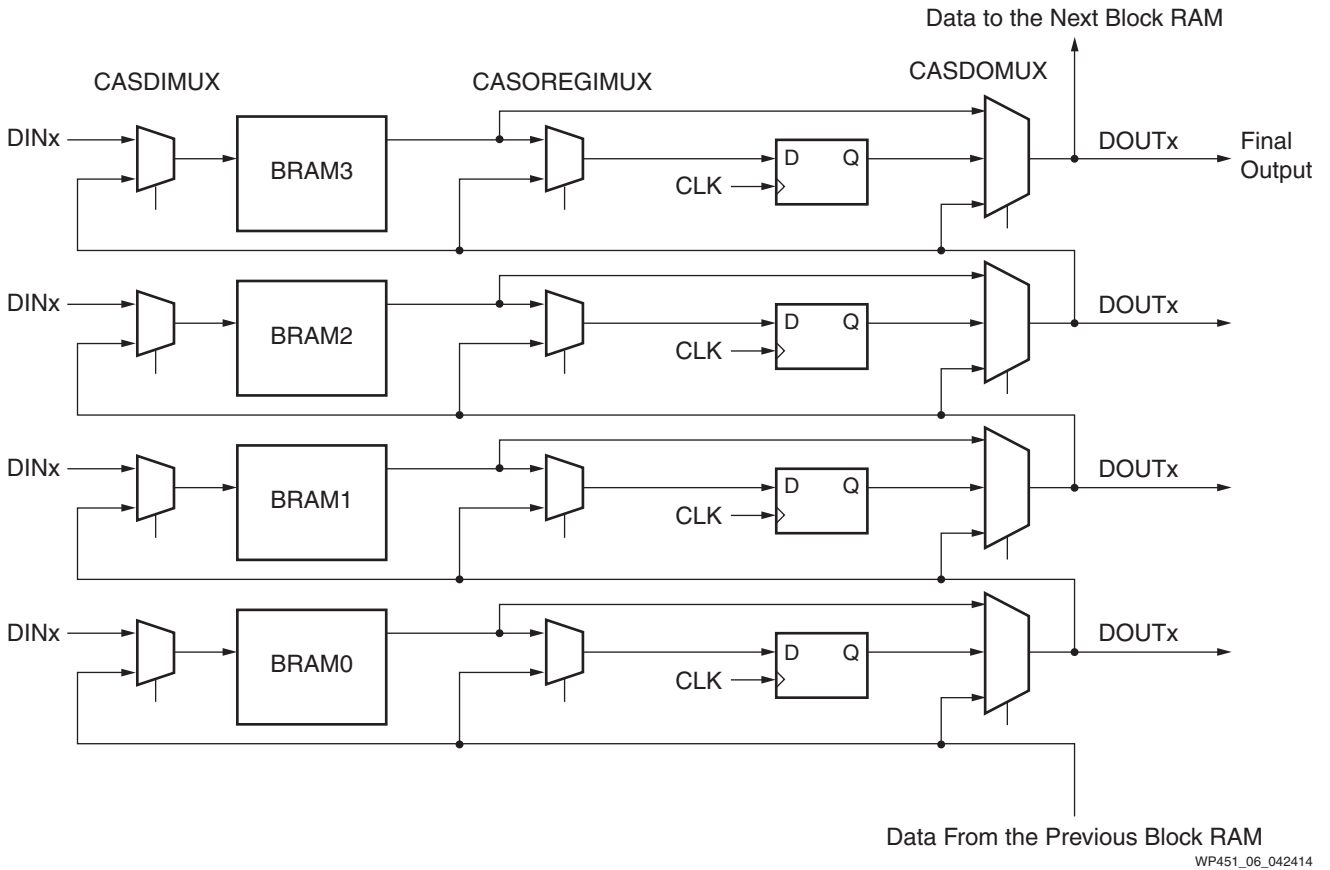 Data to the Next Block RAM
CASDIMUX
CASOREGIMUX
CASDOMUX
DINx
BRAM3
D
Q
CLK
DOUTx
Final
Output
DINx
BRAM2
D
Q
CLK
DOUTx
DINx
BRAM1
D
Q
CLK
DOUTx
DINx
BRAM0
D
Q
CLK
DOUTx
Data From the Previous Block RAM
WP451_06_042414